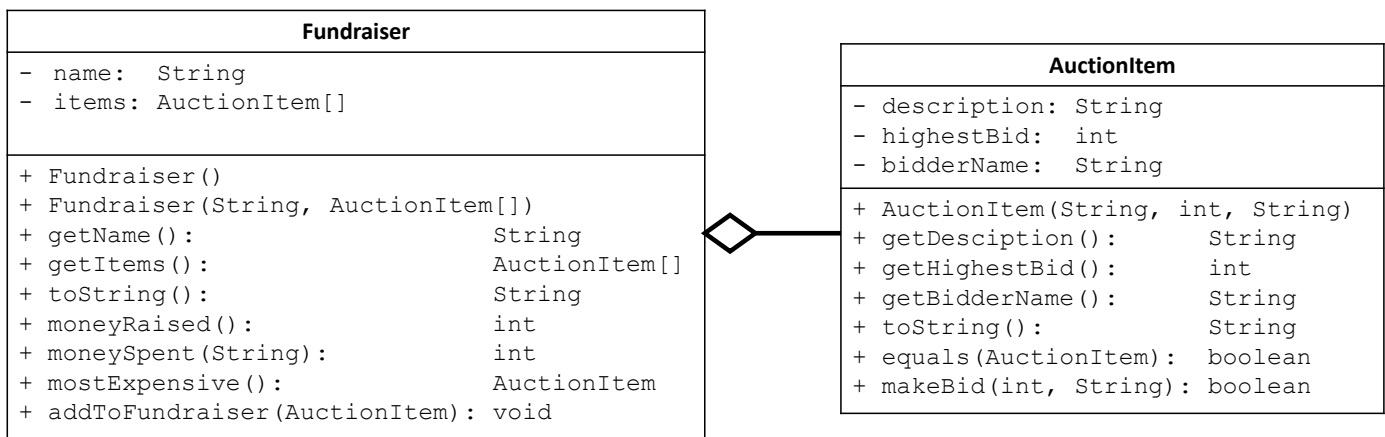 Fundraiser
- name: String
- items: AuctionItem[]
+ Fundraiser()
+ Fundraiser(String, AuctionItem[])
+ getName(): String
+ getItems(): AuctionItem[]
+ toString(): String
+ moneyRaised(): int
+ moneySpent(String): int
+ mostExpensive(): AuctionItem
+ addToFundraiser(AuctionItem): void
AuctionItem
- description: String
- highestBid: int
- bidderName: String
+ AuctionItem(String, int, String)
+ getDesciption(): String
+ getHighestBid(): int
+ getBidderName(): String
+ toString(): String
+ equals(AuctionItem): boolean
+ makeBid(int, String): boolean